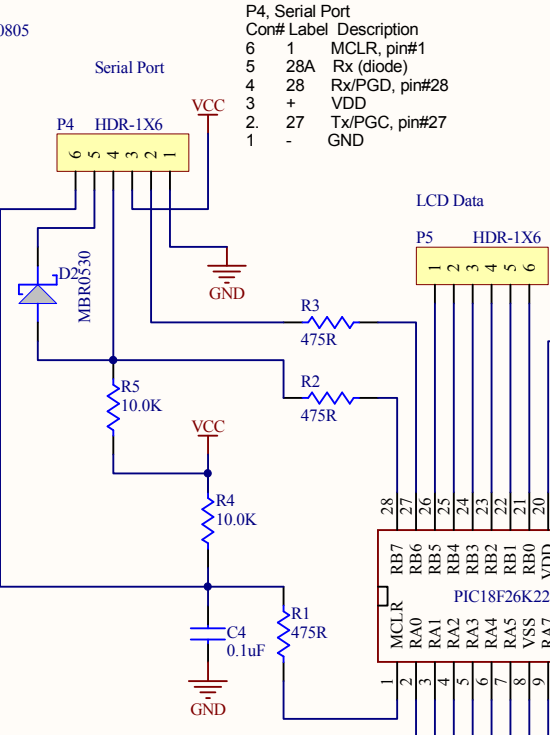 0805
P4, Serial Port
Con# Label Description
6 1 MCLR, pin#1
5 28A Rx (diode)
4 28 Rx/PGD, pin#28
3 + VDD
2. 27 Tx/PGC, pin#27
1 - GND
Serial Port
VCC
P4 HDR-1X6
6 5 4 3 2 1
LCD Data
P5 HDR-1X6
1 2 3 4 5 6
D2
MBR0530
GND
R3
475R
R2
475R
R5
10.0K
VCC
R4
10.0K
28 27 26 25 24 23 22 21 20
RB7 RB6 RB5 RB4 RB3 RB2 RB1 RB0 VDD
PIC18F26K22
MCLR RA0 RA1 RA2 RA3 RA4 RA5 VSS RA7
1 2 3 4 5 6 7 8 9
R1
475R
C4
0.1uF
GND